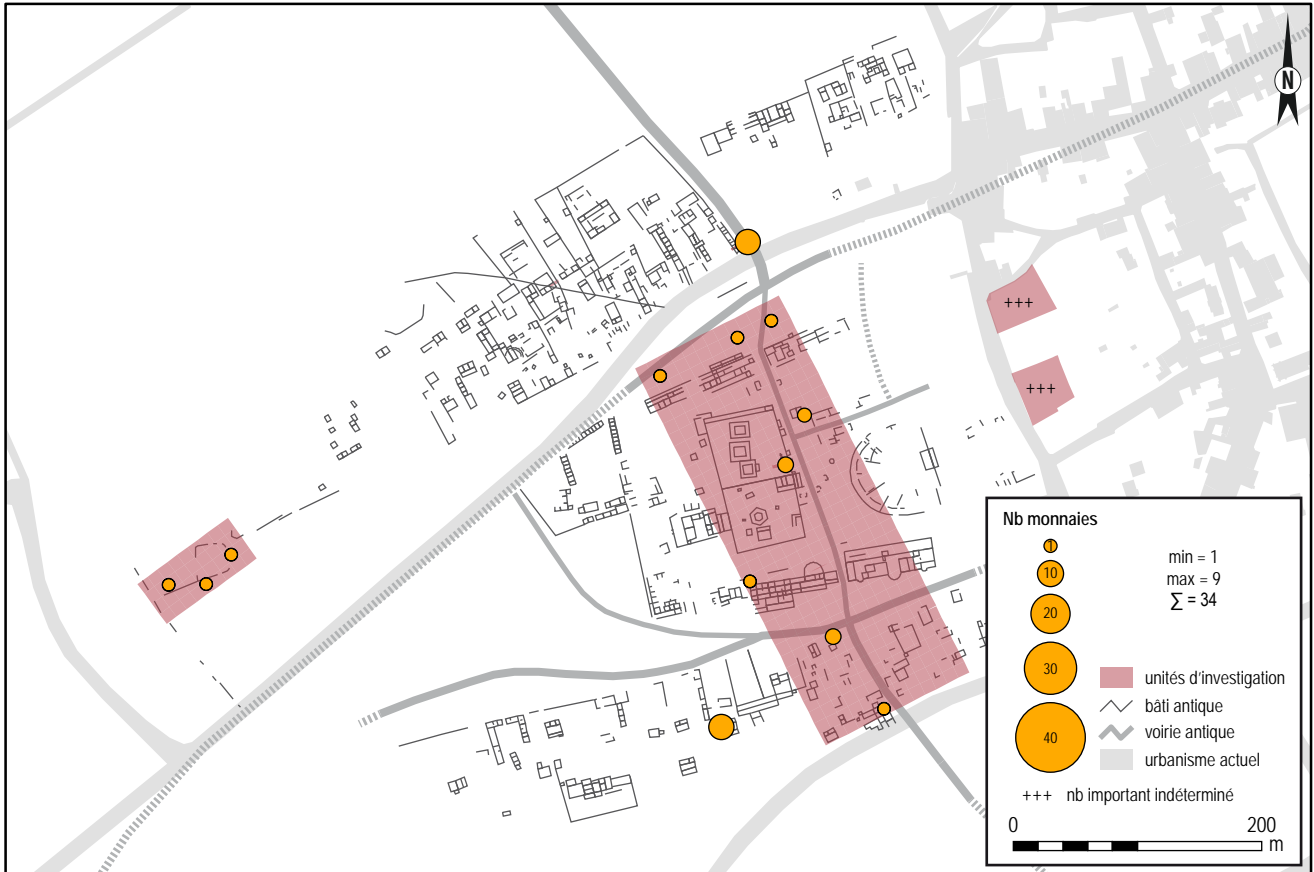 N
+++
+++
Nb monnaies
1
10
20
30
40
min = 1
max = 9
∑ = 34
unités d'investigation
bâti antique
voirie antique
urbanisme actuel
+++ nb important indéterminé
0 200
m